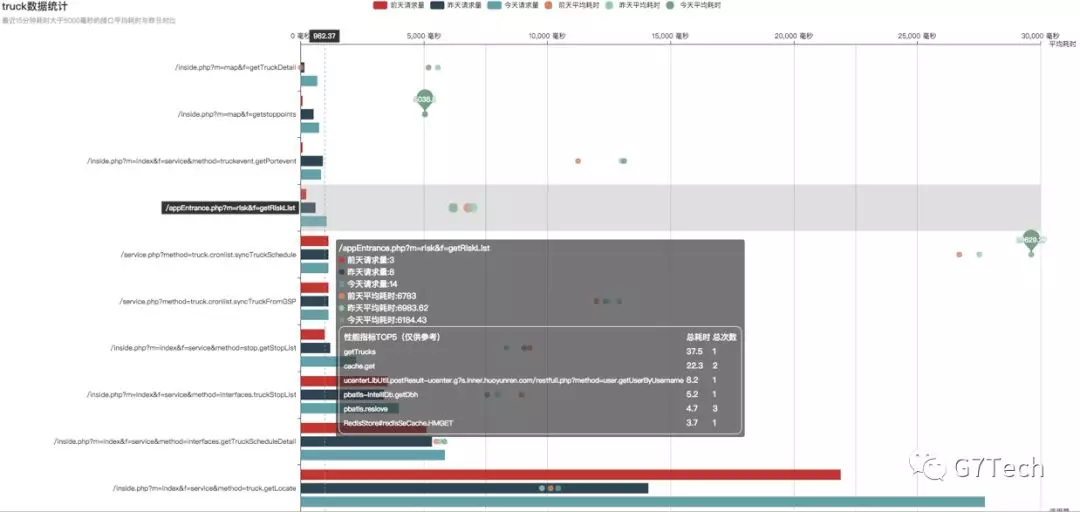 truck数据统计
最近15分钟耗时大于5000毫秒的接口平均耗时与昨日对比
前天请求量 昨天请求量 今天请求量 前天平均耗时 昨天平均耗时 今天平均耗时
0 毫秒 962.37 5,000 毫秒 10,000 毫秒 15,000 毫秒 20,000 毫秒 25,000 毫秒 30,000 毫秒
平均耗时
/inside.php?m=map&f=getTruckDetail
/inside.php?m=map&f=getstoppoints
/inside.php?m=index&f=service&method=truckevent.getPortevent
/appEntrance.php?m=risk&f=getRiskList
/service.php?method=truck.cronlist.syncTruckSchedule
/service.php?method=truck.cronlist.syncTruckFromGSP
/inside.php?m=index&f=service&method=stop.getStopList
/inside.php?m=index&f=service&method=interfaces.truckStopList
/inside.php?m=index&f=service&method=interfaces.getTruckScheduleDetail
/inside.php?m=index&f=service&method=truck.getLocate
/appEntrance.php?m=risk&f=getRiskList
前天请求量:3
昨天请求量:8
今天请求量:14
前天平均耗时:6783
昨天平均耗时:6983.62
今天平均耗时:6184.43
性能指标TOP5（仅供参考） 总耗时 总次数
getTrucks 37.5 1
cache.get 22.3 2
ucenterLibUtil.postResult-ucenter.g7s.inner.huoyunren.com/restfull.php?method=user.getUserByUsername 8.2 1
pbatis-IntelliDb.getDbh 5.2 1
pbatis.reslove 4.7 3
RedisStore#redisSeCache.HMGET 3.7 1
G7Tech